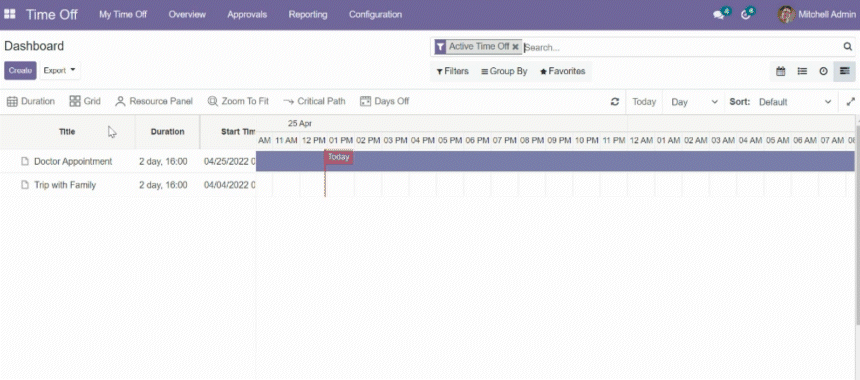 Time Off My Time Off Overview Approvals Reporting Configuration 4 4 Mitchell Admin
Dashboard
Active Time Off × Search...
Create Export
Filters Group By Favorites
Duration Grid Resource Panel Zoom To Fit Critical Path Days Off Today Day Sort: Default
Title Duration Start Tim 25 Apr
AM 11 AM 12 PM 01 PM 02 PM 03 PM 04 PM 05 PM 06 PM 07 PM 08 PM 09 PM 10 PM 11 PM 12 AM 01 AM 02 AM 03 AM 04 AM 05 AM 06 AM 07 AM
Doctor Appointment 2 day, 16:00 04/25/2022 0 Today
Trip with Family 2 day, 16:00 04/04/2022 0